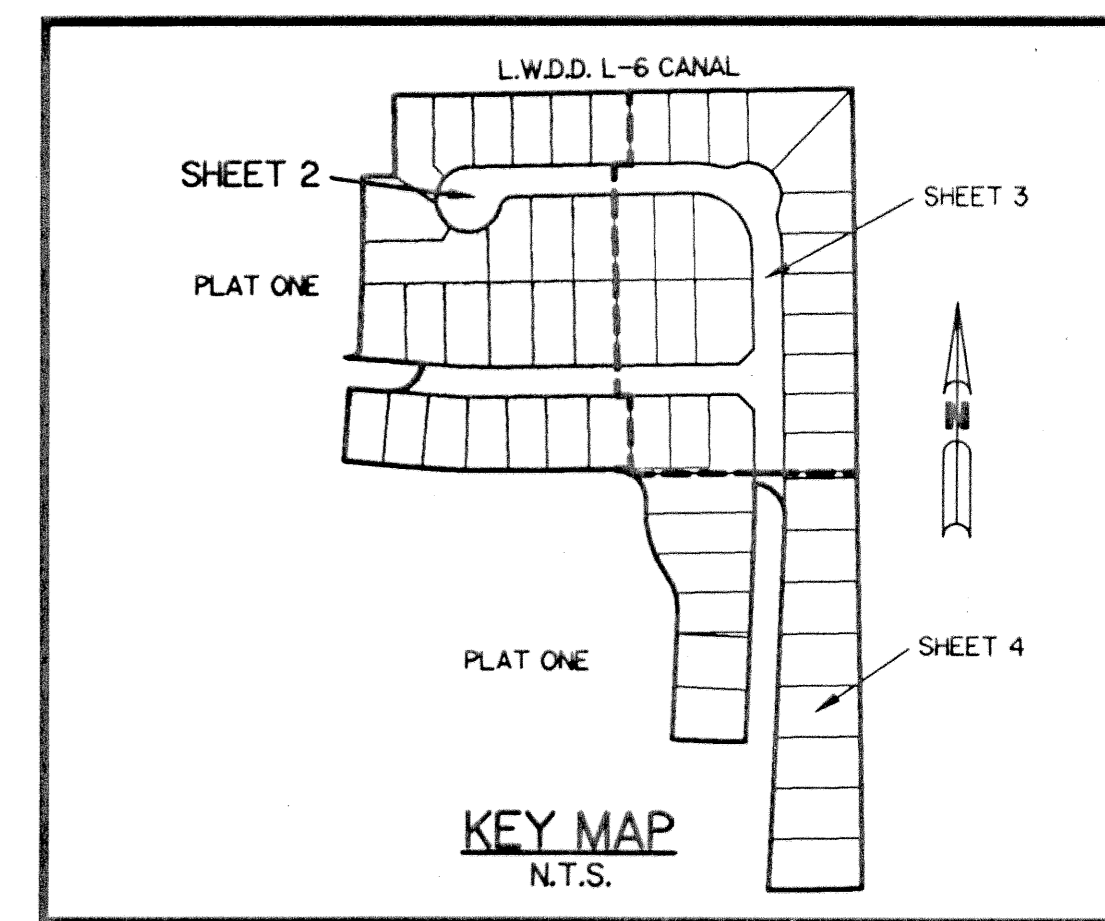 L.W.D.D. L-6 CANAL
SHEET 2
SHEET 3
PLAT ONE
N
SHEET 4
PLAT ONE
KEY MAP
N.T.S.